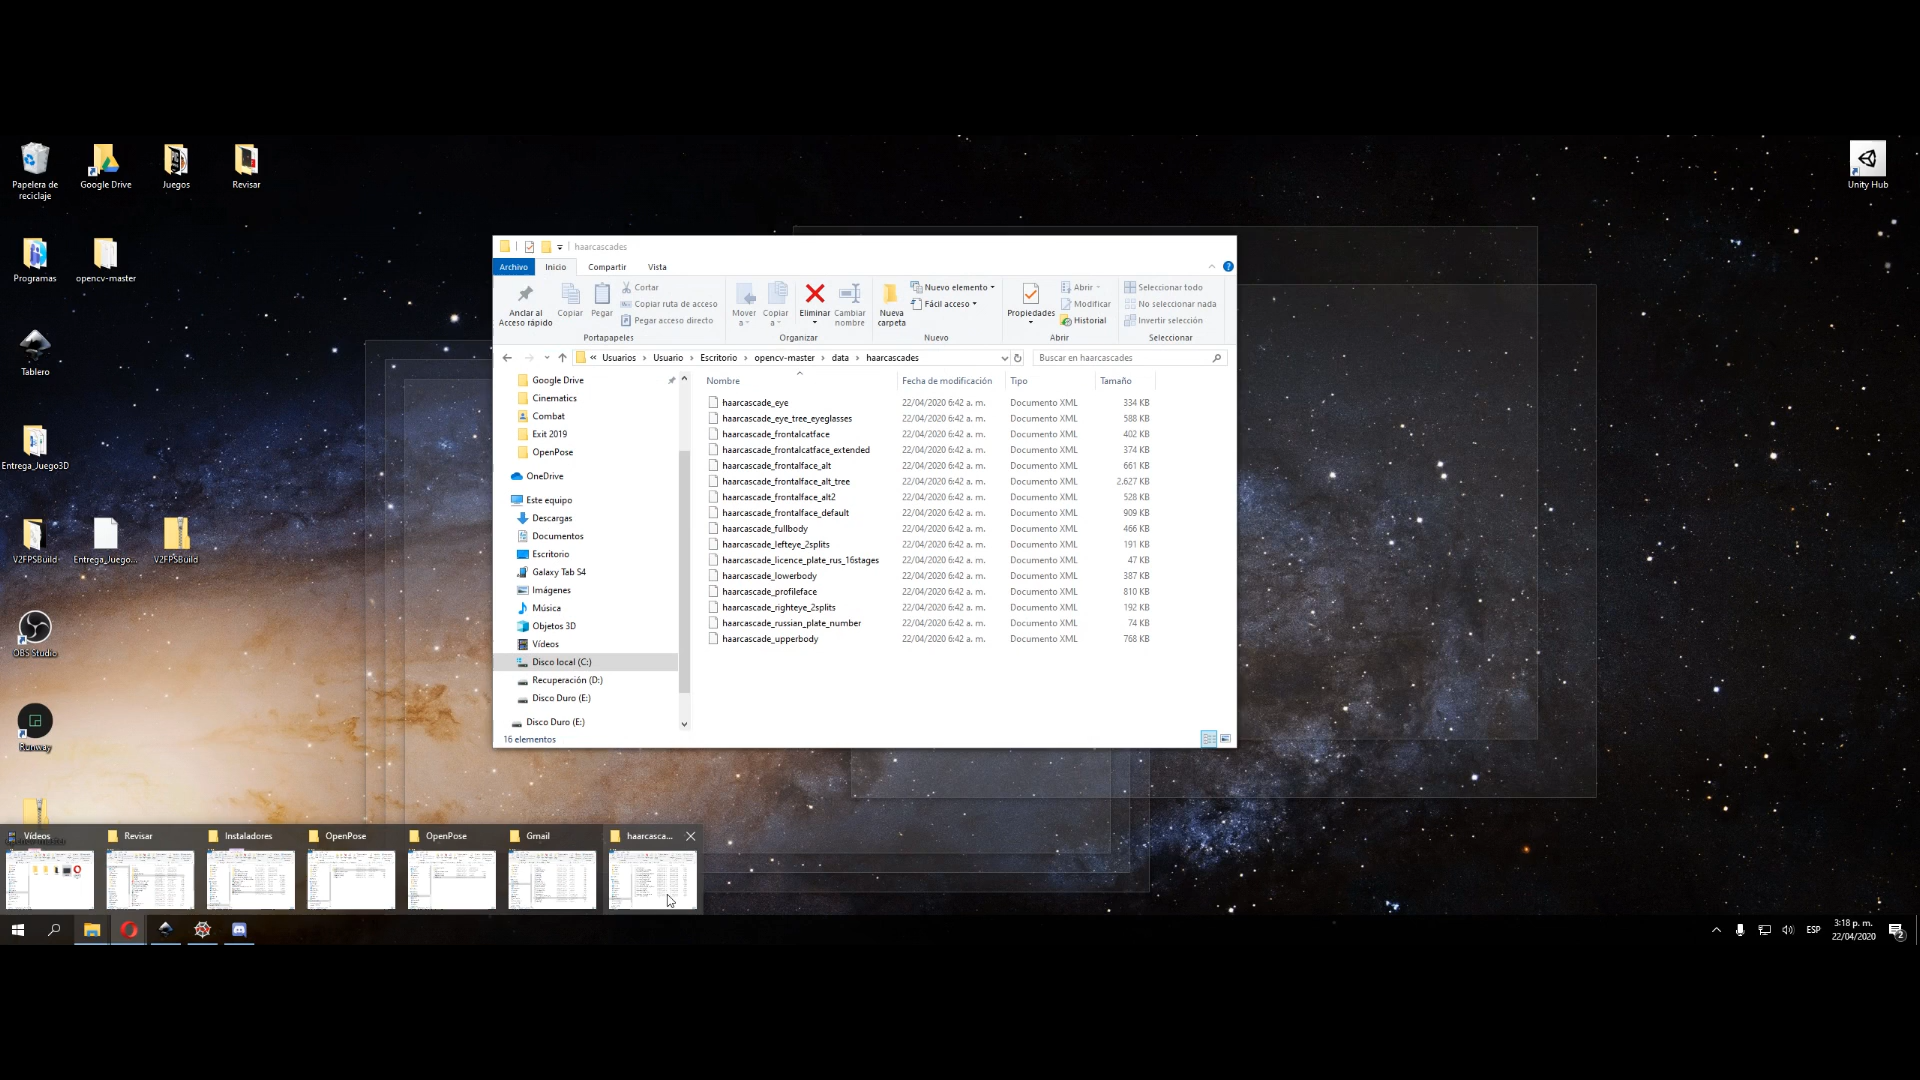 Papelera de
reciclaje
Google Drive
Juegos
Revisar
Unity Hub
Programas
opencv-master
Tablero
Entrega_Juego3D
V2FPSBuild
Entrega_Juego...
V2FPSBuild
OBS Studio
Runway
haarcascades
Archivo
Inicio
Compartir
Vista
Anclar al
Acceso rápido
Copiar
Pegar
Cortar
Copiar ruta de acceso
Pegar acceso directo
Portapapeles
Mover
a
Copiar
a
Eliminar
Cambiar
nombre
Organizar
Nueva
carpeta
Nuevo elemento
Fácil acceso
Nuevo
Propiedades
Abrir
Modificar
Historial
Abrir
Seleccionar todo
No seleccionar nada
Invertir selección
Seleccionar
« Usuarios > Usuario > Escritorio > opencv-master > data > haarcascades
Buscar en haarcascades
Google Drive
Cinematics
Combat
Exit 2019
OpenPose
OneDrive
Este equipo
Descargas
Documentos
Escritorio
Galaxy Tab S4
Imágenes
Música
Objetos 3D
Vídeos
Disco local (C:)
Recuperación (D:)
Disco Duro (E:)
Disco Duro (E:)
Nombre Fecha de modificación Tipo Tamaño
haarcascade_eye 22/04/2020 6:42 a. m. Documento XML 334 KB
haarcascade_eye_tree_eyeglasses 22/04/2020 6:42 a. m. Documento XML 588 KB
haarcascade_frontalcatface 22/04/2020 6:42 a. m. Documento XML 402 KB
haarcascade_frontalcatface_extended 22/04/2020 6:42 a. m. Documento XML 374 KB
haarcascade_frontalface_alt 22/04/2020 6:42 a. m. Documento XML 661 KB
haarcascade_frontalface_alt_tree 22/04/2020 6:42 a. m. Documento XML 2.627 KB
haarcascade_frontalface_alt2 22/04/2020 6:42 a. m. Documento XML 528 KB
haarcascade_frontalface_default 22/04/2020 6:42 a. m. Documento XML 909 KB
haarcascade_fullbody 22/04/2020 6:42 a. m. Documento XML 466 KB
haarcascade_lefteye_2splits 22/04/2020 6:42 a. m. Documento XML 191 KB
haarcascade_licence_plate_rus_16stages 22/04/2020 6:42 a. m. Documento XML 47 KB
haarcascade_lowerbody 22/04/2020 6:42 a. m. Documento XML 387 KB
haarcascade_profileface 22/04/2020 6:42 a. m. Documento XML 810 KB
haarcascade_righteye_2splits 22/04/2020 6:42 a. m. Documento XML 192 KB
haarcascade_russian_plate_number 22/04/2020 6:42 a. m. Documento XML 74 KB
haarcascade_upperbody 22/04/2020 6:42 a. m. Documento XML 768 KB
16 elementos
Vídeos
Revisar
Instaladores
OpenPose
OpenPose
Gmail
haarcasca...
ESP
3:18 p. m.
22/04/2020
2